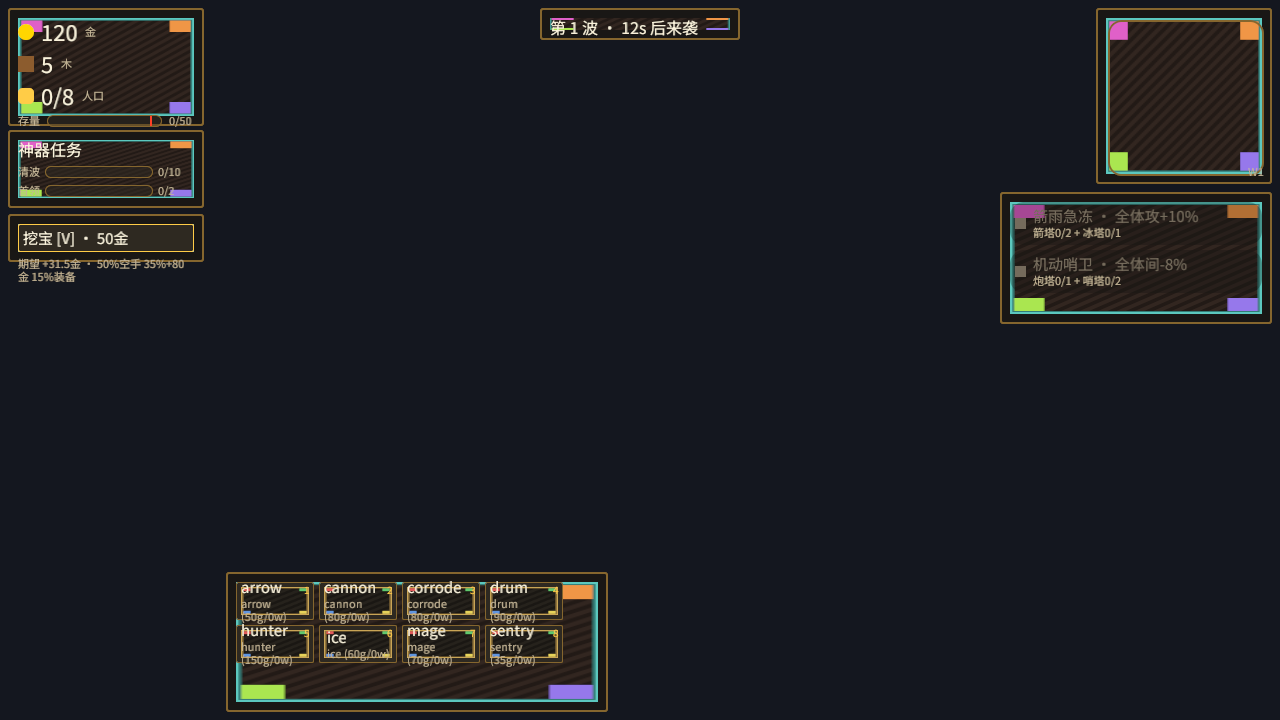 120 金
5 木
0/8 人口
存量 0/50
神器任务
清波 0/10
首领 0/2
挖宝 [V] · 50金
期望 +31.5金 · 50%空手 35%+80
金 15%装备
第 1 波 · 12s 后来袭
W1
箭雨急冻 · 全体攻+10%
箭塔0/2 + 冰塔0/1
机动哨卫 · 全体间-8%
炮塔0/1 + 哨塔0/2
arrow
arrow
(50g/0w)
cannon
cannon
(80g/0w)
corrode
corrode
(80g/0w)
drum
drum
(90g/0w)
hunter
hunter
(150g/0w)
ice
ice (60g/0w)
mage
mage
(70g/0w)
sentry
sentry
(35g/0w)